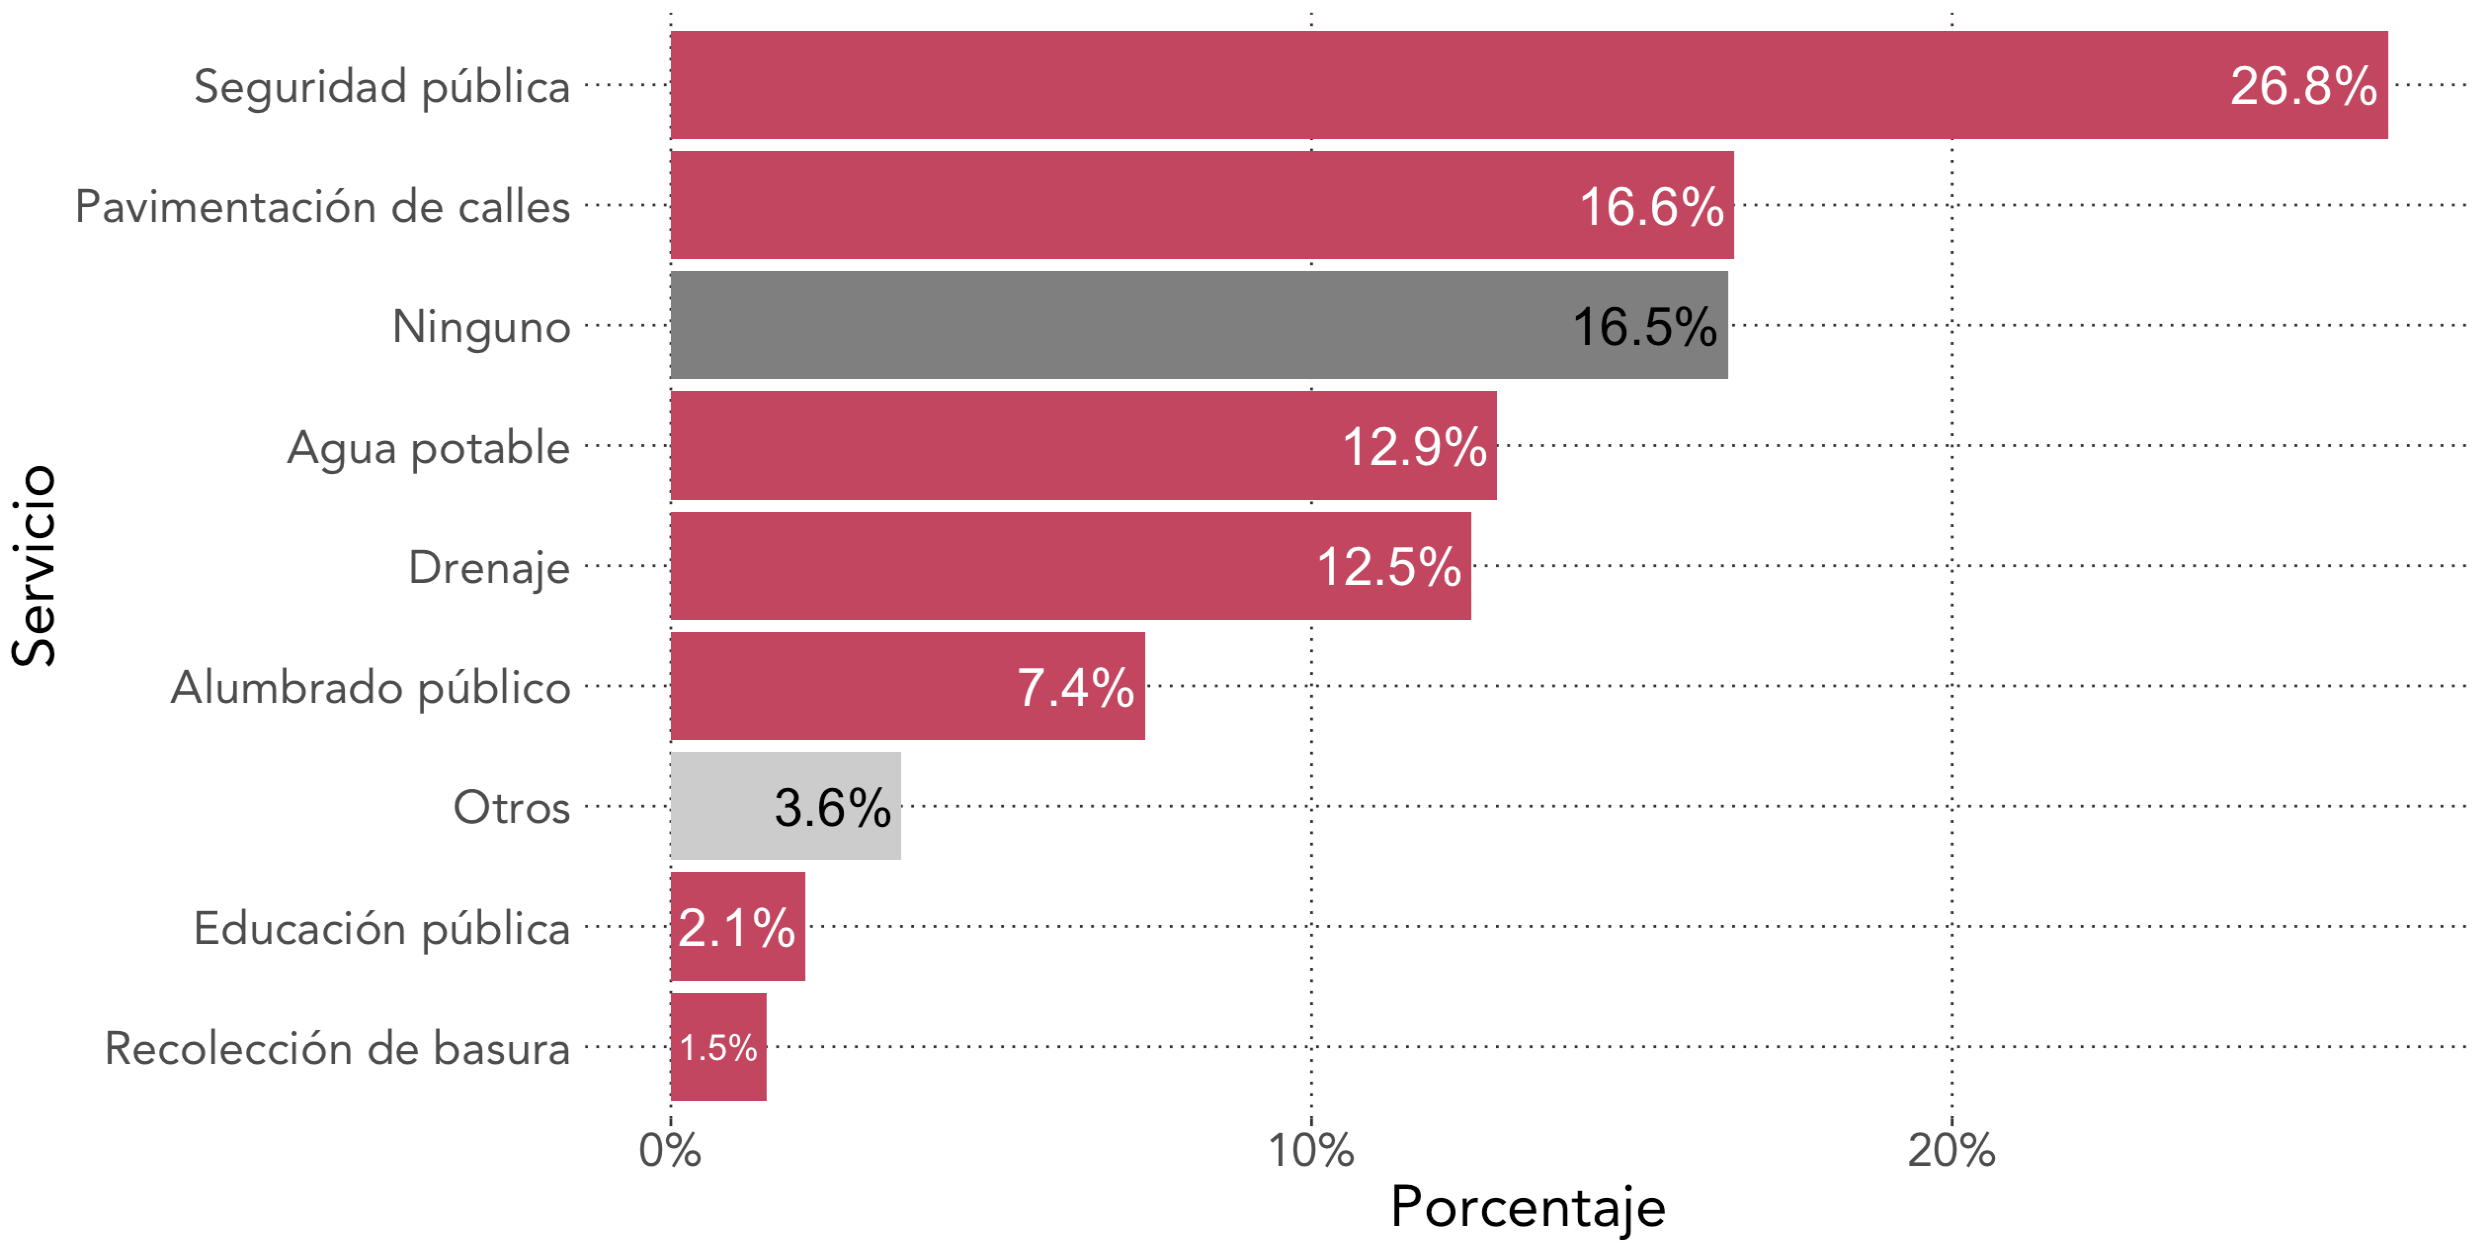 Servicio
Seguridad pública 26.8%
Pavimentación de calles 16.6%
Ninguno 16.5%
Agua potable 12.9%
Drenaje 12.5%
Alumbrado público 7.4%
Otros 3.6%
Educación pública 2.1%
Recolección de basura 1.5%
0% 10% 20%
Porcentaje